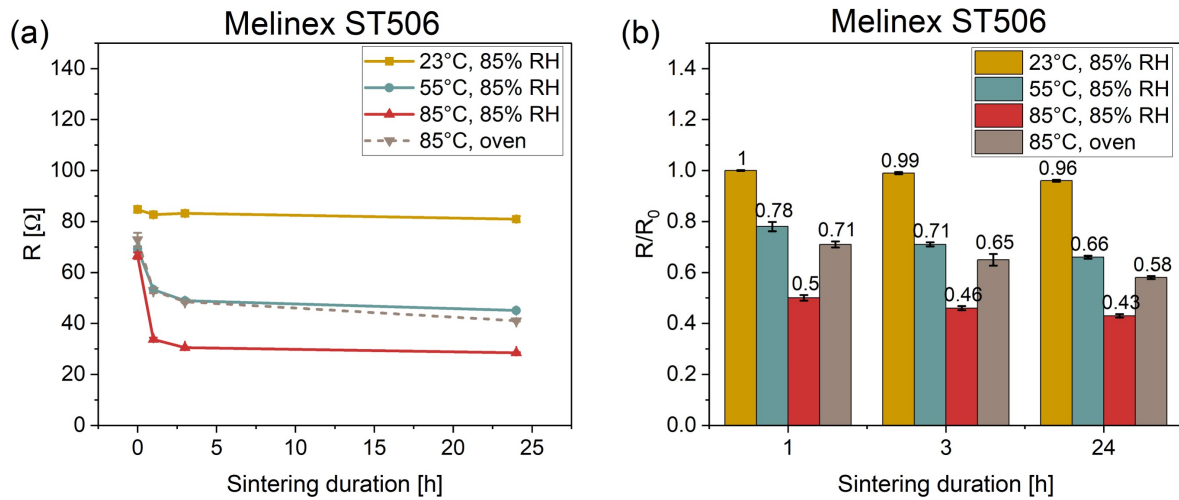 (a)
Melinex ST506
23°C, 85% RH
55°C, 85% RH
85°C, 85% RH
85°C, oven
R [Ω]
140
120
100
80
60
40
20
0
0 5 10 15 20 25
Sintering duration [h]
(b)
Melinex ST506
23°C, 85% RH
55°C, 85% RH
85°C, 85% RH
85°C, oven
R/R₀
1.4
1.2
1.0
0.8
0.6
0.4
0.2
0.0
1 0.78 0.5 0.71
0.99 0.71 0.46 0.65
0.96 0.66 0.43 0.58
1 3 24
Sintering duration [h]